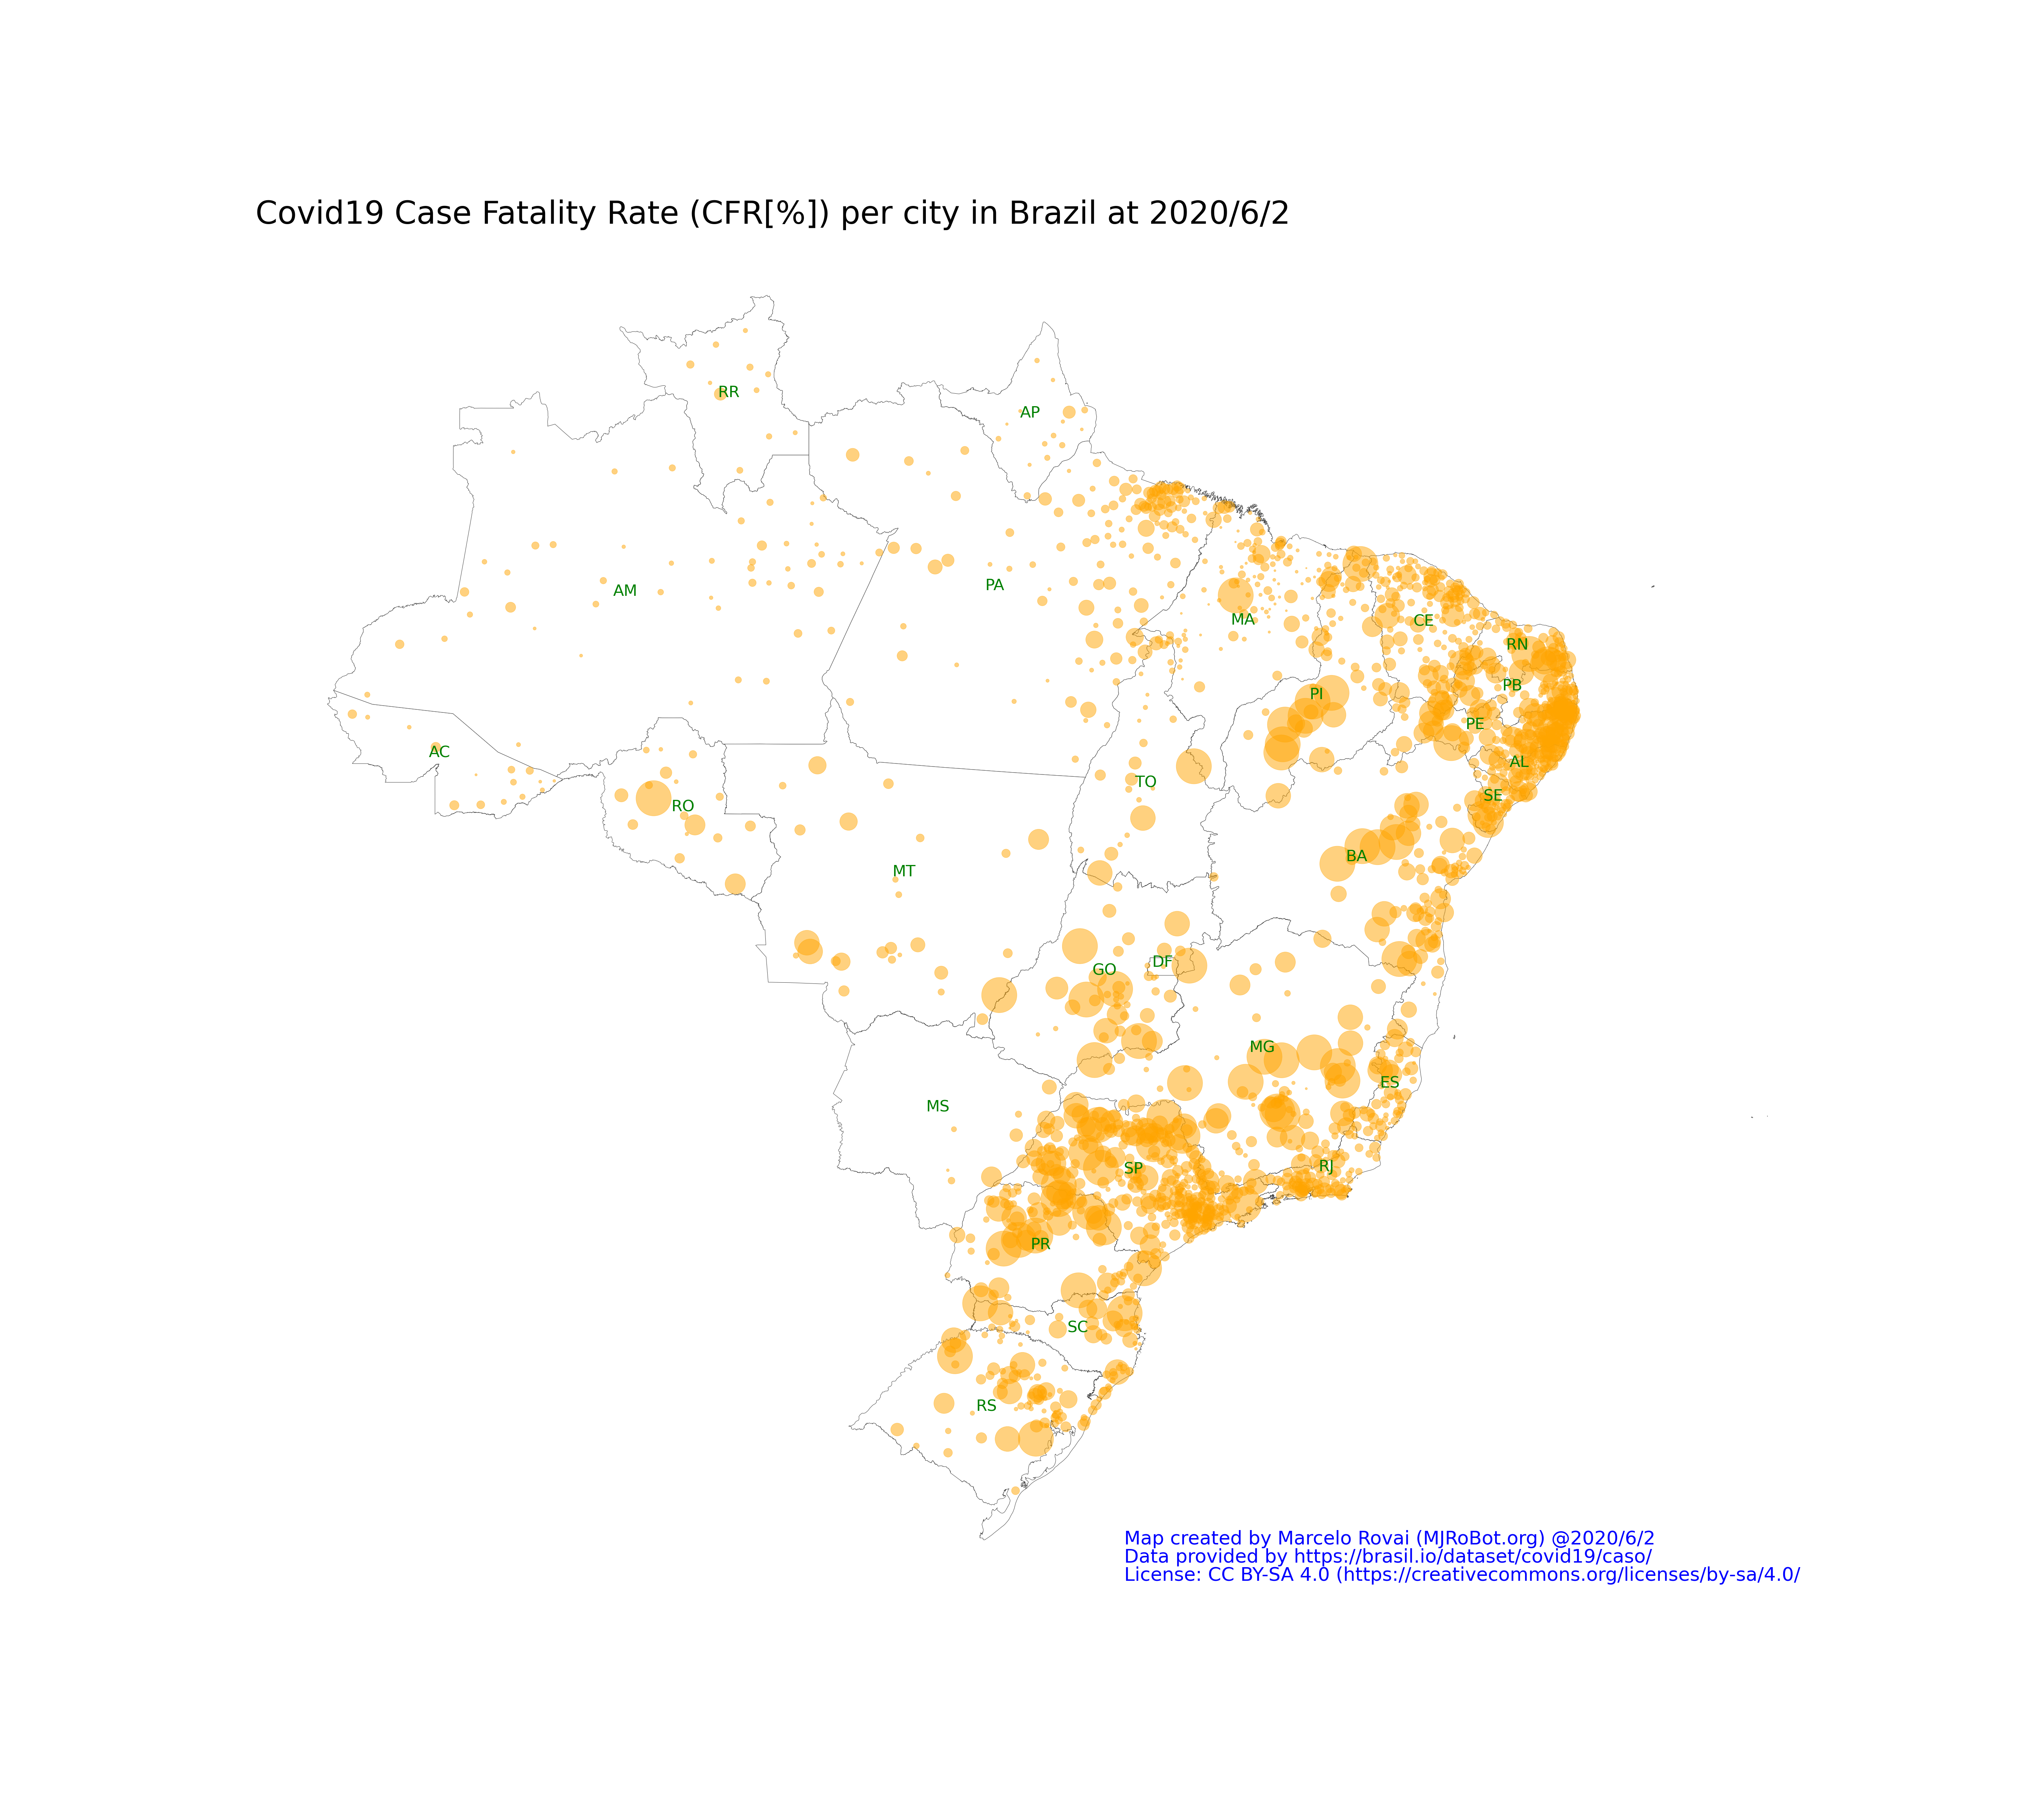 Covid19 Case Fatality Rate (CFR[%]) per city in Brazil at 2020/6/2
RR
AP
AM
PA
MA
CE
RN
PB
PI
PE
AC
AL
TO
SE
RO
BA
MT
DF
GO
MG
ES
MS
RJ
SP
PR
SC
RS
Map created by Marcelo Rovai (MJRoBot.org) @2020/6/2
Data provided by https://brasil.io/dataset/covid19/caso/
License: CC BY-SA 4.0 (https://creativecommons.org/licenses/by-sa/4.0/